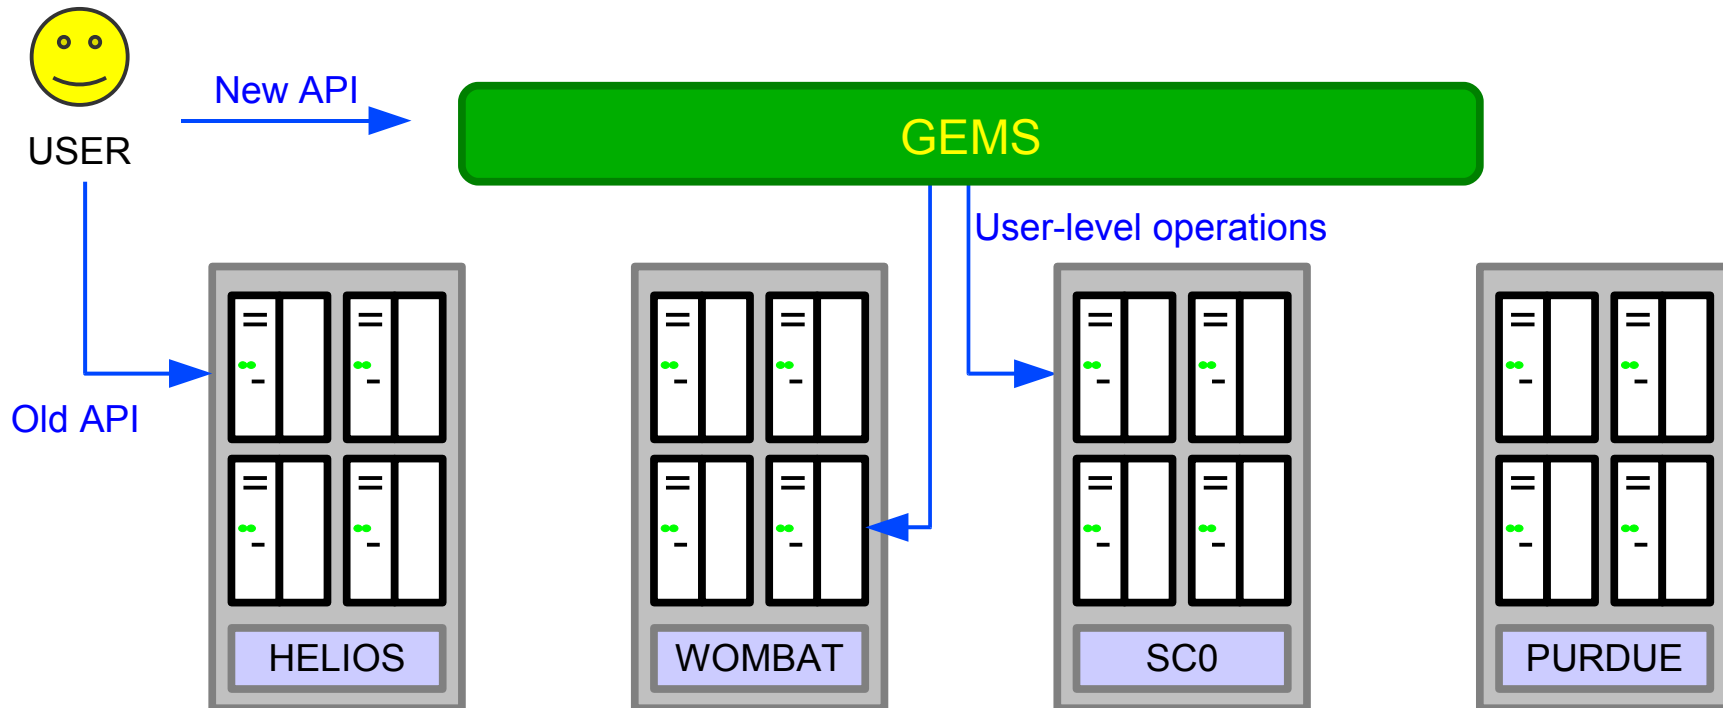 New API
USER
GEMS
User-level operations
Old API
HELIOS
WOMBAT
SC0
PURDUE